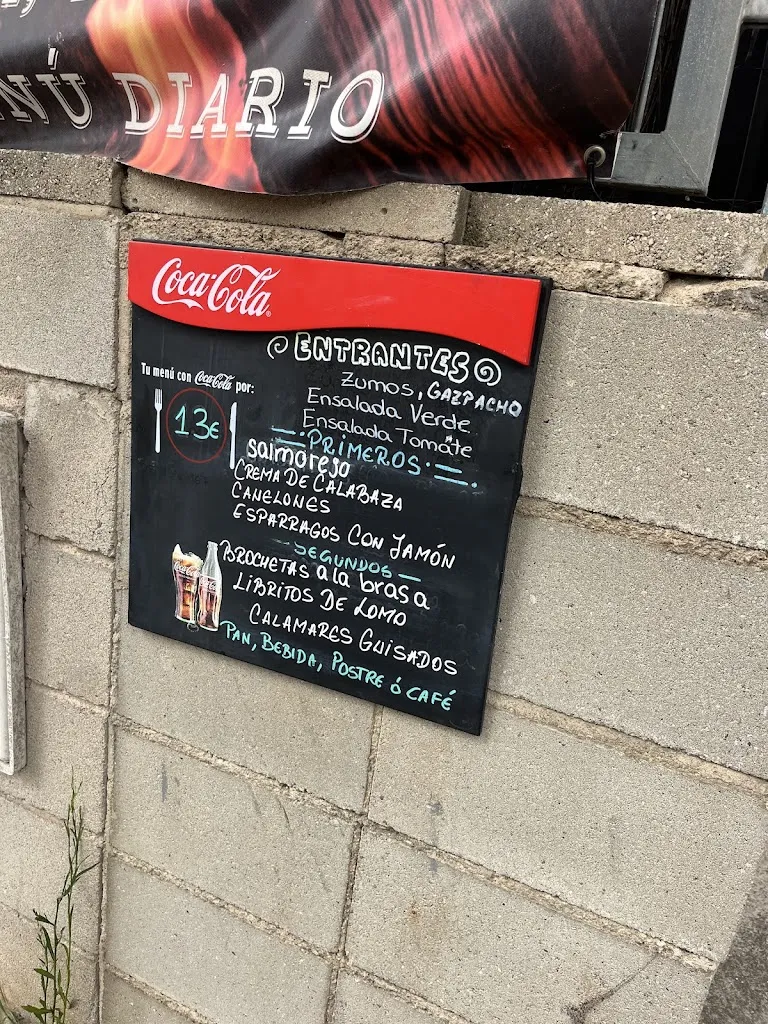 NÚ DIARIO
Coca-Cola
ENTRANTES
Tu menú con Coca-Cola por:
13€
ZUMOS, GAZPACHO
Ensalada Verde
Ensalada Tomate
PRIMEROS
salmorejo
CREMA DE CALABAZA
CANELONES
ESPARRAGOS CON JAMÓN
SEGUNDOS
BROCHETAS a la brasa
LIBRITOS DE LOMO
CALAMARES GUISADOS
PAN, BEBIDA, POSTRE ó CAFÉ